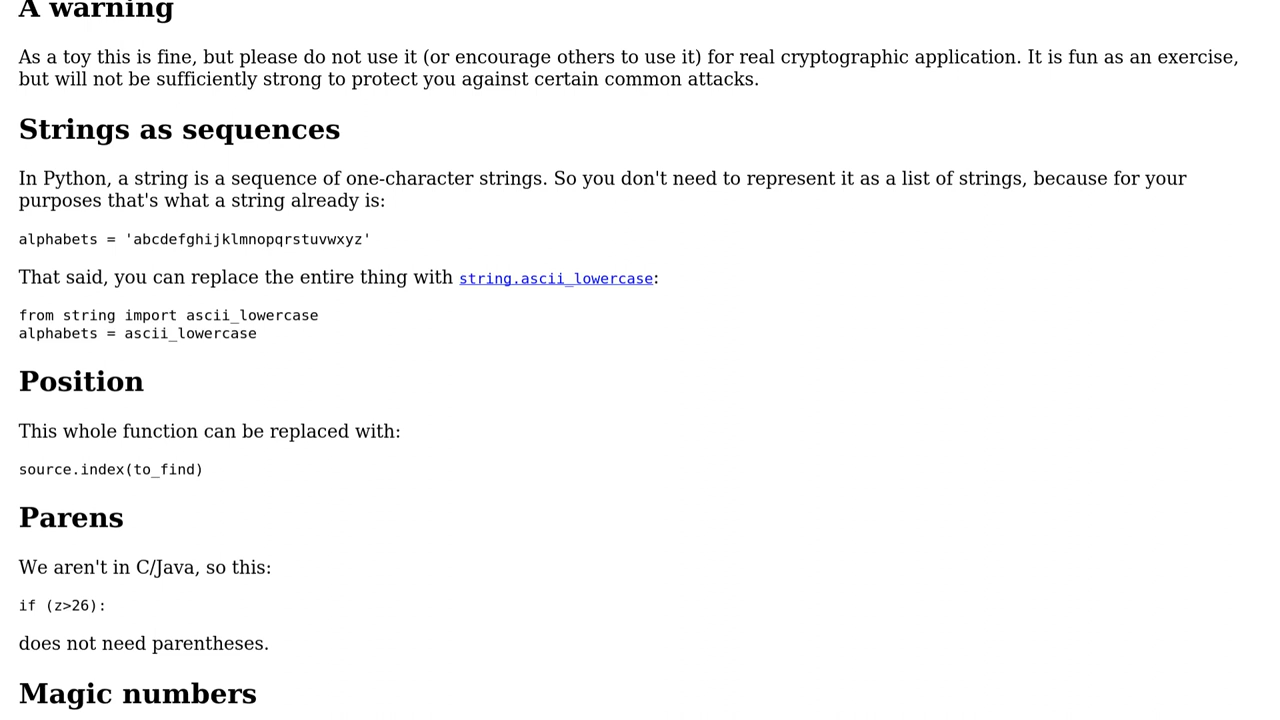 A warning
As a toy this is fine, but please do not use it (or encourage others to use it) for real cryptographic application. It is fun as an exercise,
but will not be sufficiently strong to protect you against certain common attacks.
Strings as sequences
In Python, a string is a sequence of one-character strings. So you don't need to represent it as a list of strings, because for your
purposes that's what a string already is:
alphabets = 'abcdefghijklmnopqrstuvwxyz'
That said, you can replace the entire thing with string.ascii_lowercase:
from string import ascii_lowercase
alphabets = ascii_lowercase
Position
This whole function can be replaced with:
source.index(to_find)
Parens
We aren't in C/Java, so this:
if (z>26):
does not need parentheses.
Magic numbers